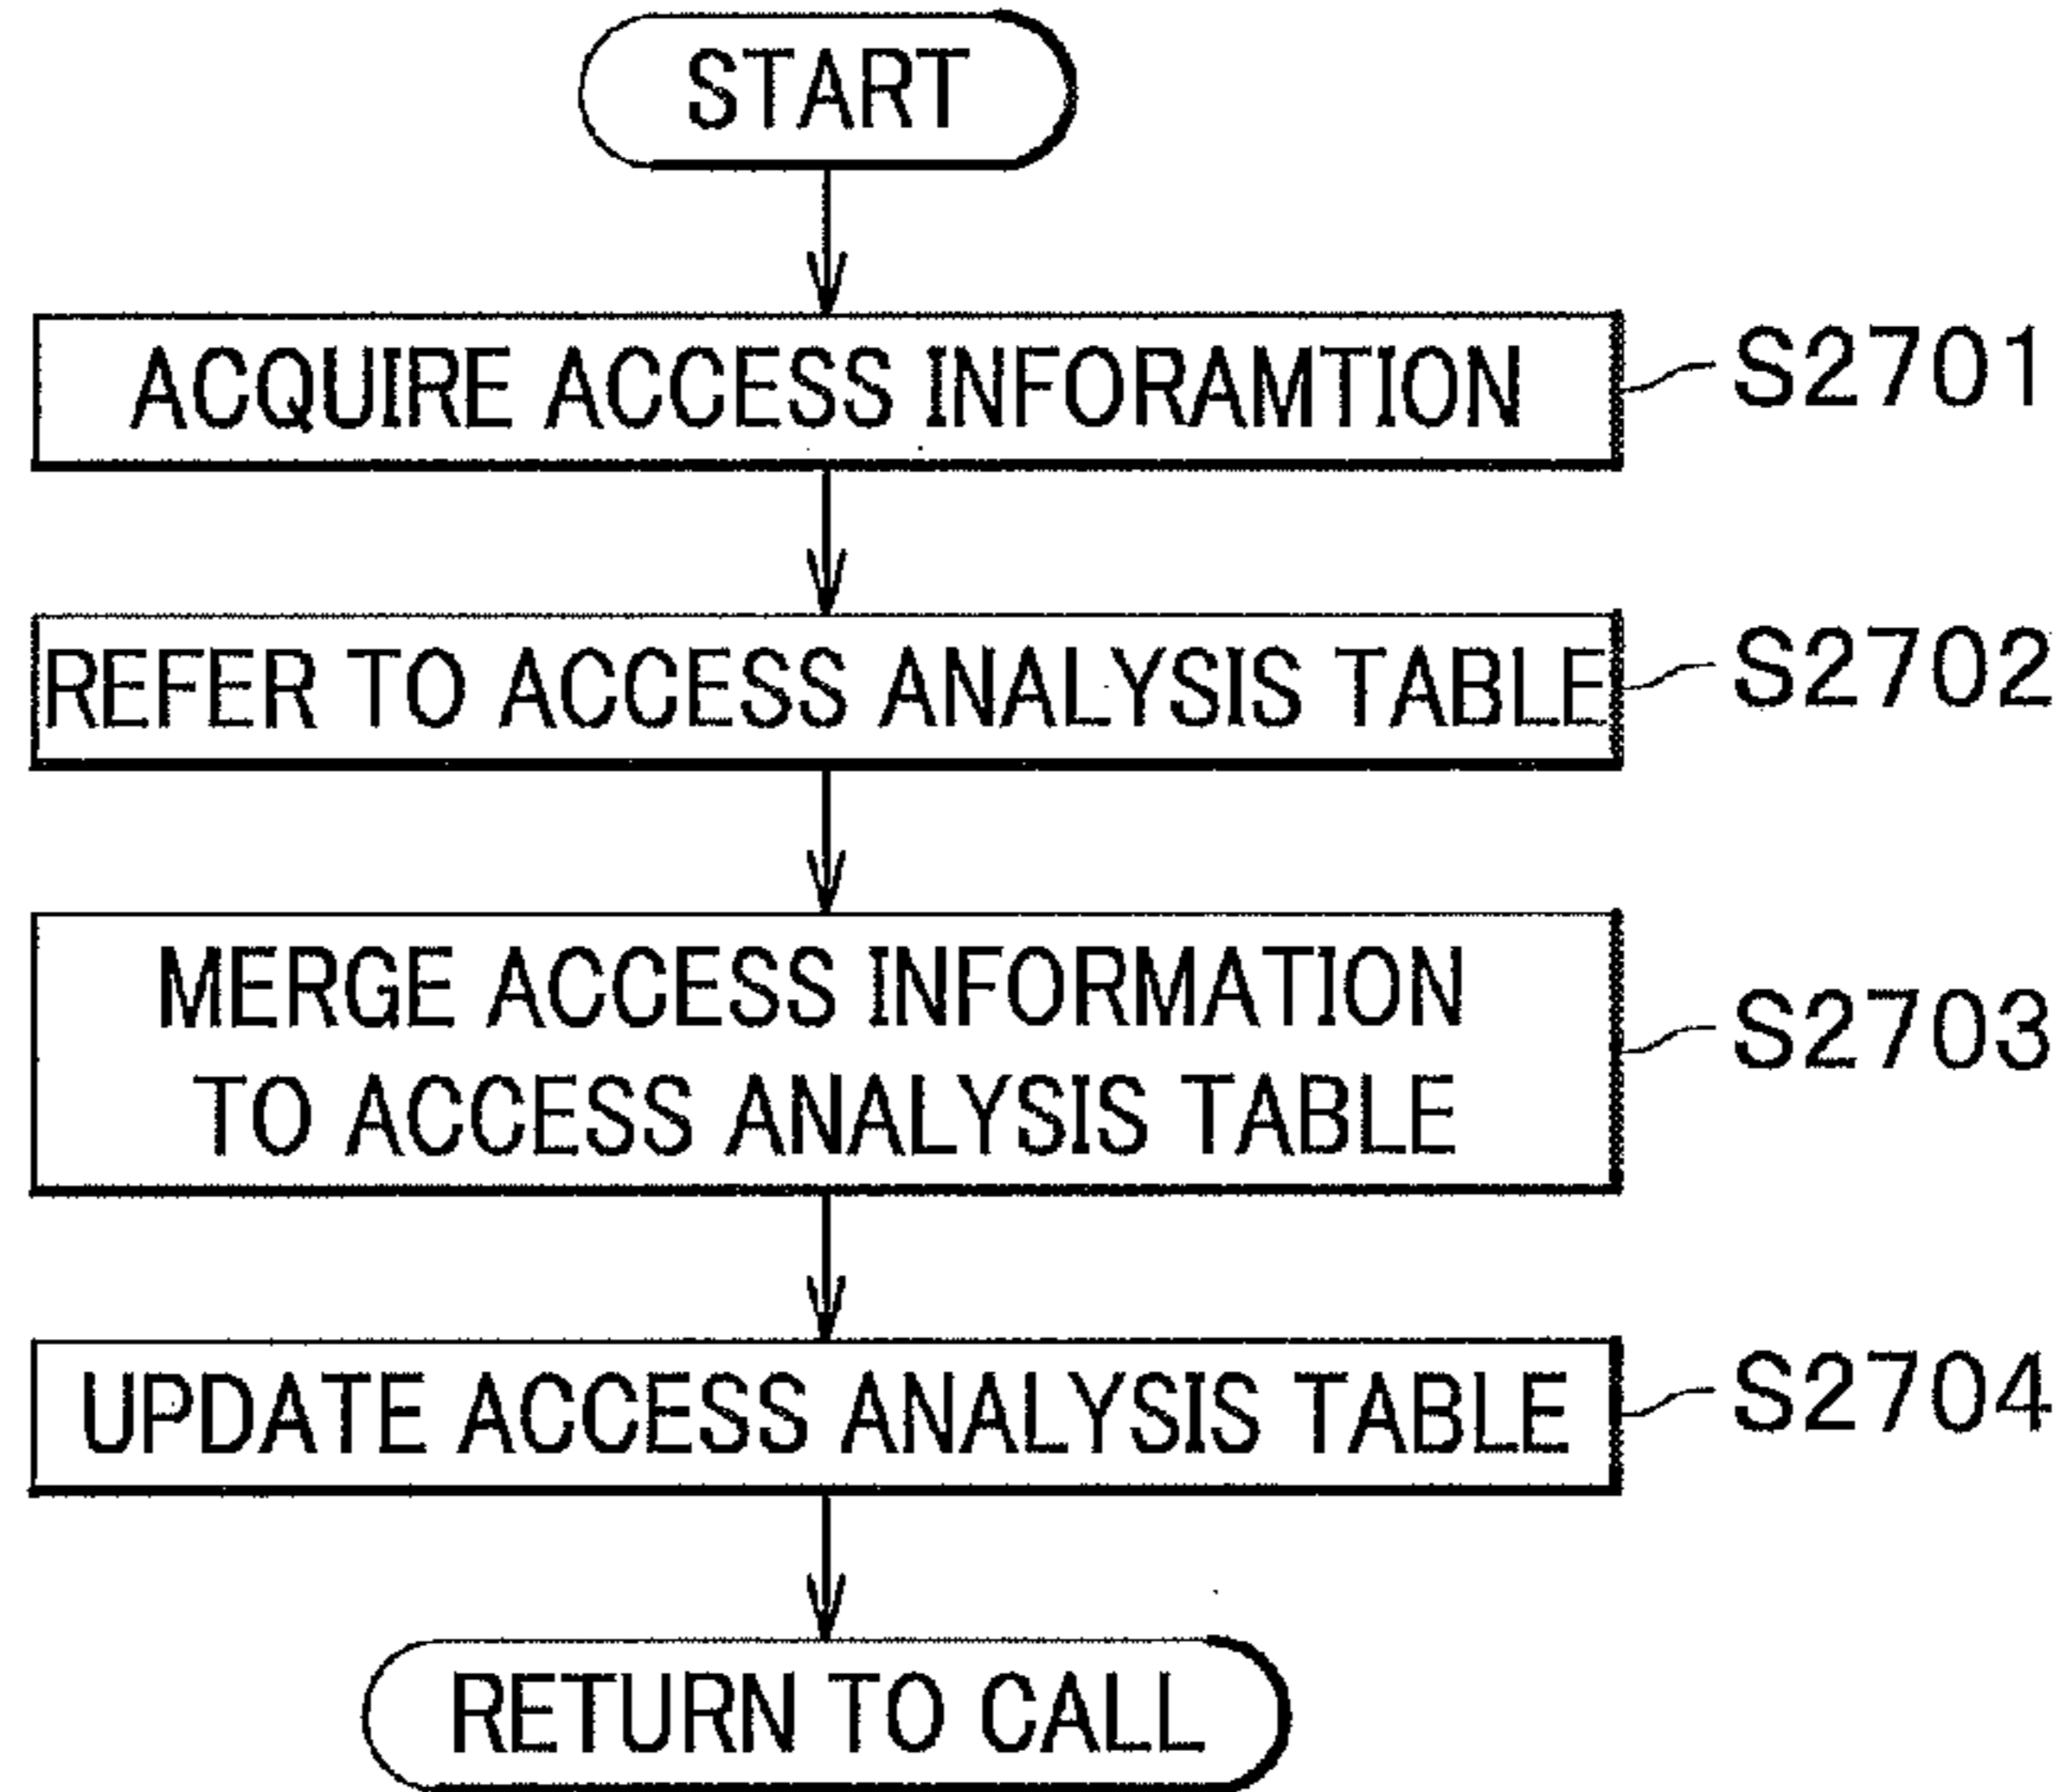 START
ACQUIRE ACCESS INFORAMTION
S2701
REFER TO ACCESS ANALYSIS TABLE
S2702
MERGE ACCESS INFORMATION
TO ACCESS ANALYSIS TABLE
S2703
UPDATE ACCESS ANALYSIS TABLE
S2704
RETURN TO CALL